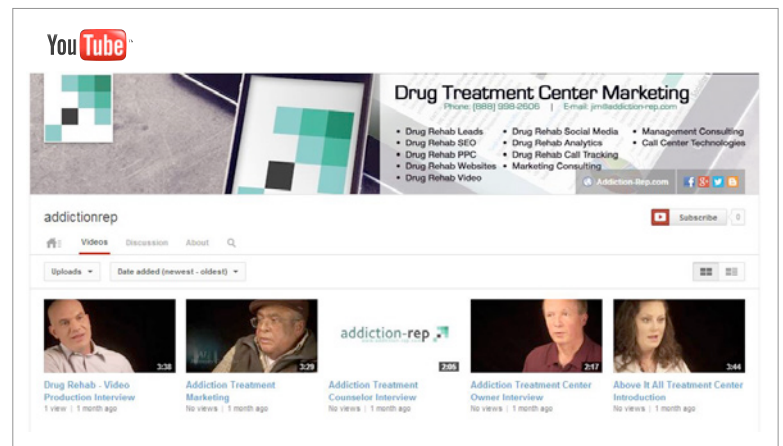 YouTube
Drug Treatment Center Marketing
Phone: (888) 998-2606 | E-mail: jim@addiction-rep.com
• Drug Rehab Leads
• Drug Rehab SEO
• Drug Rehab PPC
• Drug Rehab Websites
• Drug Rehab Video
• Drug Rehab Social Media
• Drug Rehab Analytics
• Drug Rehab Call Tracking
• Marketing Consulting
• Management Consulting
• Call Center Technologies
Addiction-Rep.com
addictionrep
Subscribe 0
Videos Discussion About
Uploads Date added (newest - oldest)
3:38
Drug Rehab - Video
Production Interview
1 view | 1 month ago
3:29
Addiction Treatment
Marketing
No views | 1 month ago
addiction-rep
2:05
Addiction Treatment
Counselor Interview
No views | 1 month ago
2:17
Addiction Treatment Center
Owner Interview
No views | 1 month ago
3:44
Above It All Treatment Center
Introduction
No views | 1 month ago